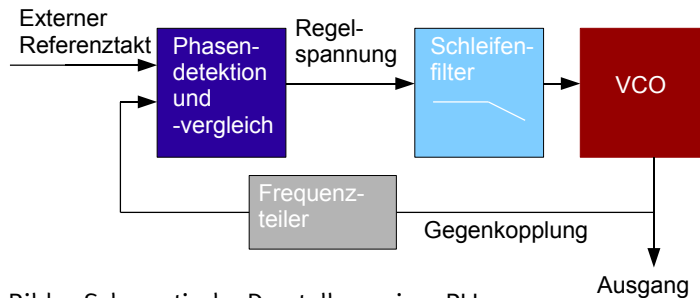 Externer
Referenztakt
Phasen-
detektion
und
-vergleich
Regel-
spannung
Schleifen-
filter
VCO
Frequenz-
teiler
Gegenkopplung
Ausgang